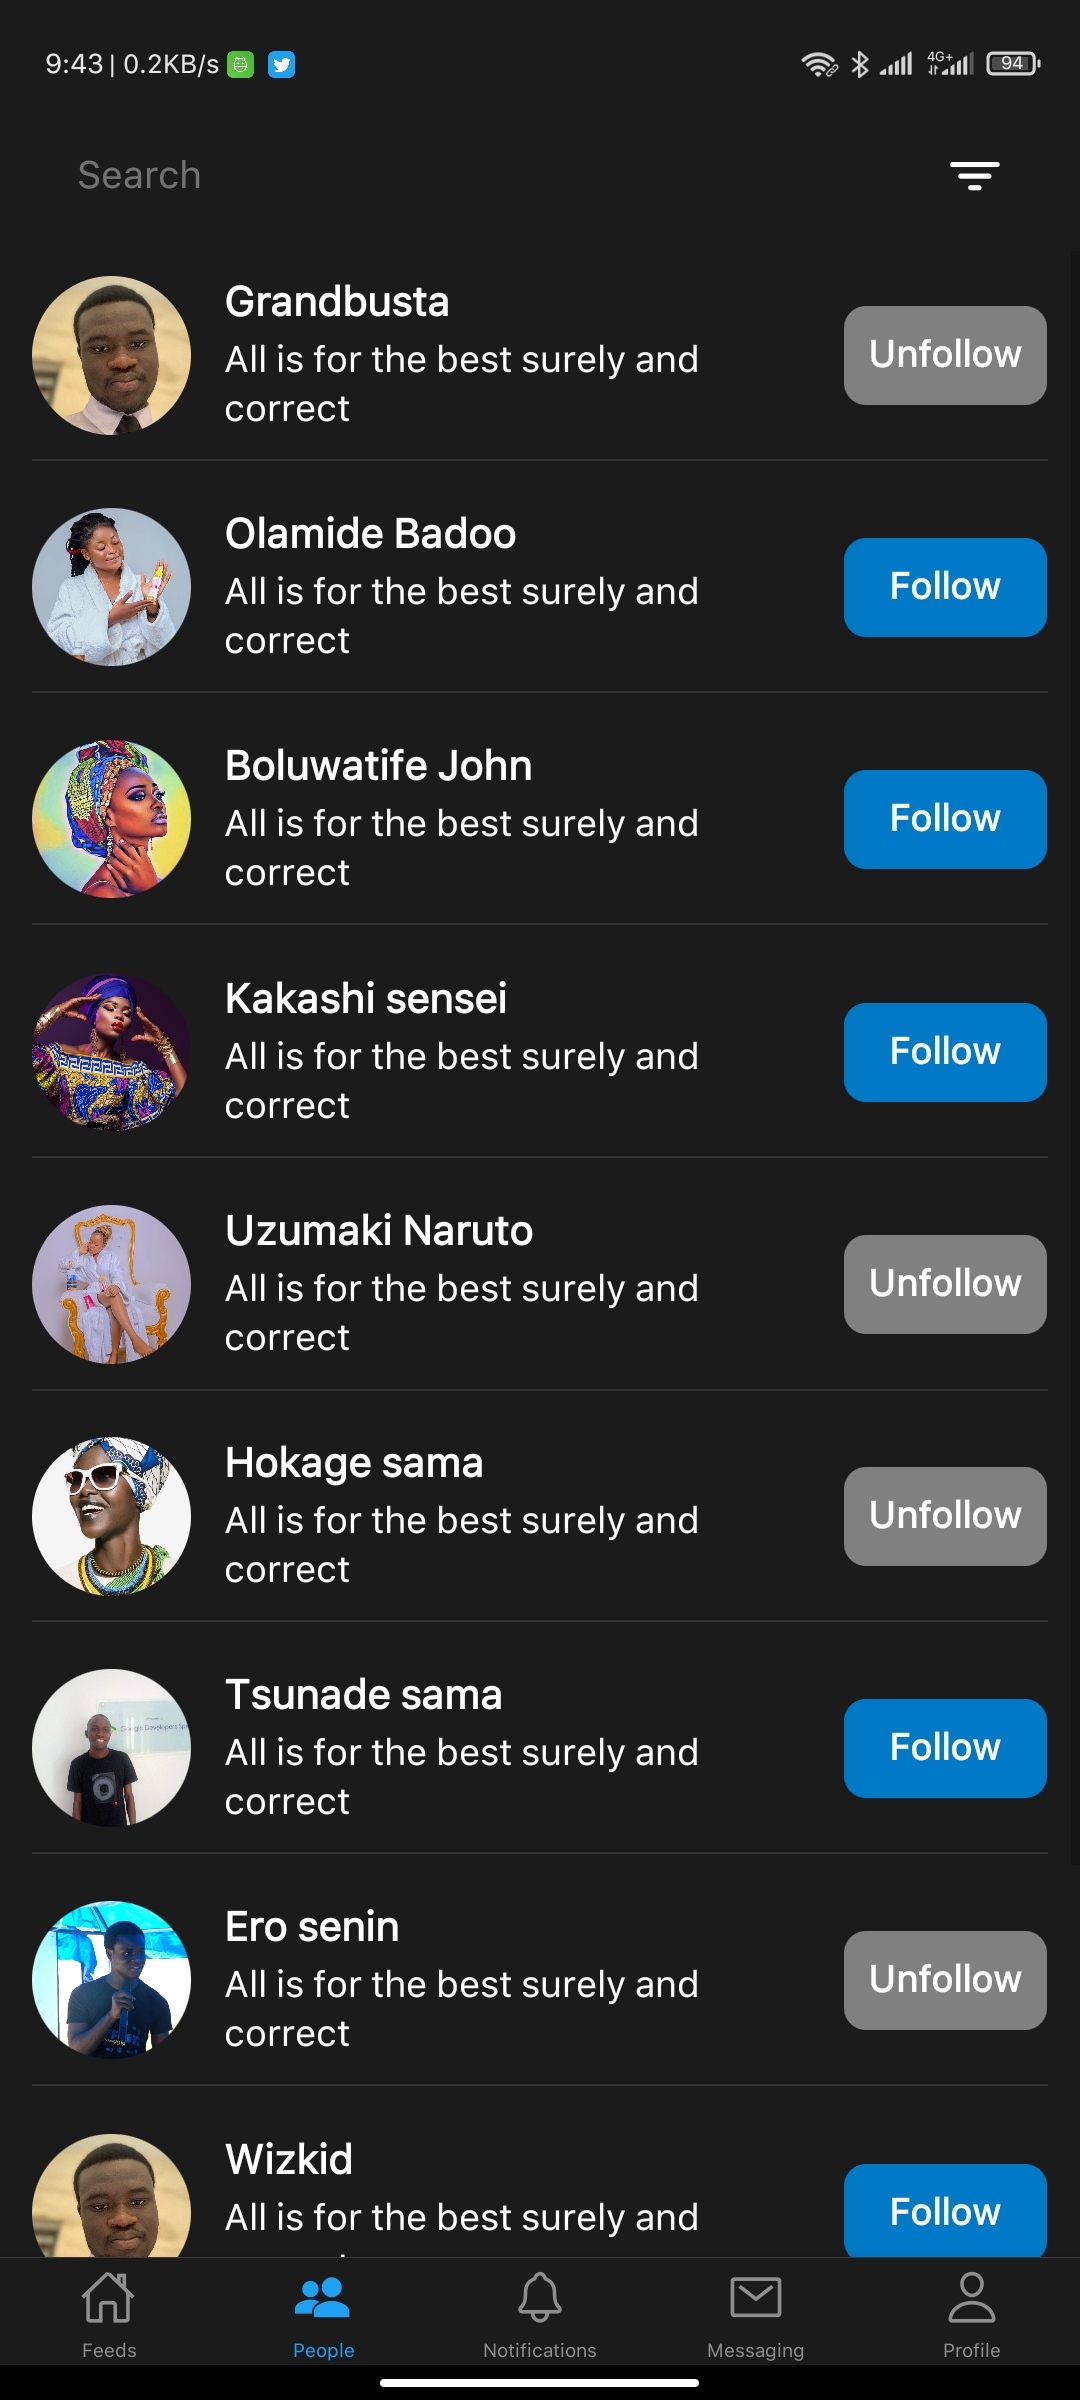 9:43 | 0.2KB/s 4G+ 94
Search
Grandbusta
All is for the best surely and
correct
Unfollow
Olamide Badoo
All is for the best surely and
correct
Follow
Boluwatife John
All is for the best surely and
correct
Follow
Kakashi sensei
All is for the best surely and
correct
Follow
Uzumaki Naruto
All is for the best surely and
correct
Unfollow
Hokage sama
All is for the best surely and
correct
Unfollow
Tsunade sama
All is for the best surely and
correct
Follow
Google Developers
Ero senin
All is for the best surely and
correct
Unfollow
Wizkid
All is for the best surely and
Follow
Feeds
People
Notifications
Messaging
Profile